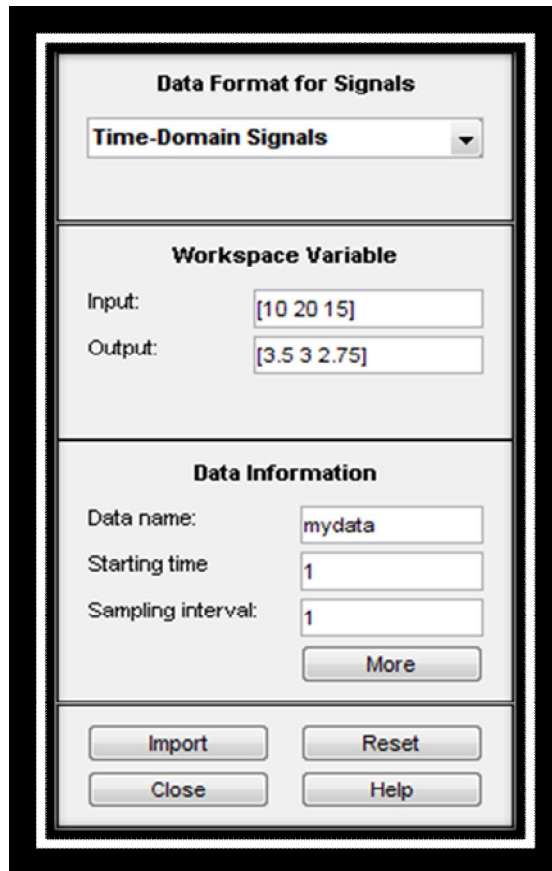 Data Format for Signals
Time-Domain Signals
Workspace Variable
Input: [10 20 15]
Output: [3.5 3 2.75]
Data Information
Data name: mydata
Starting time 1
Sampling interval: 1
More
Import Reset
Close Help